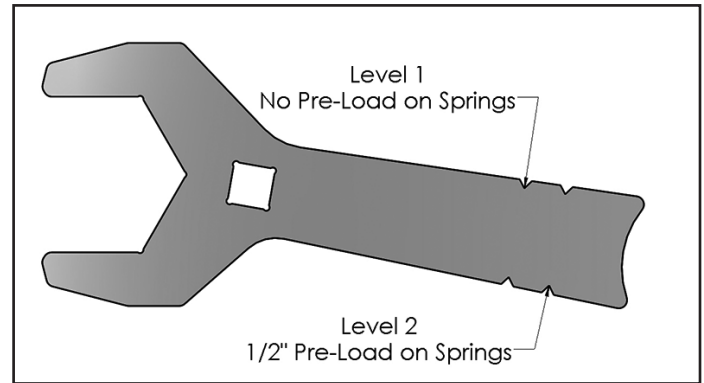 Level 1
No Pre-Load on Springs
Level 2
1/2" Pre-Load on Springs